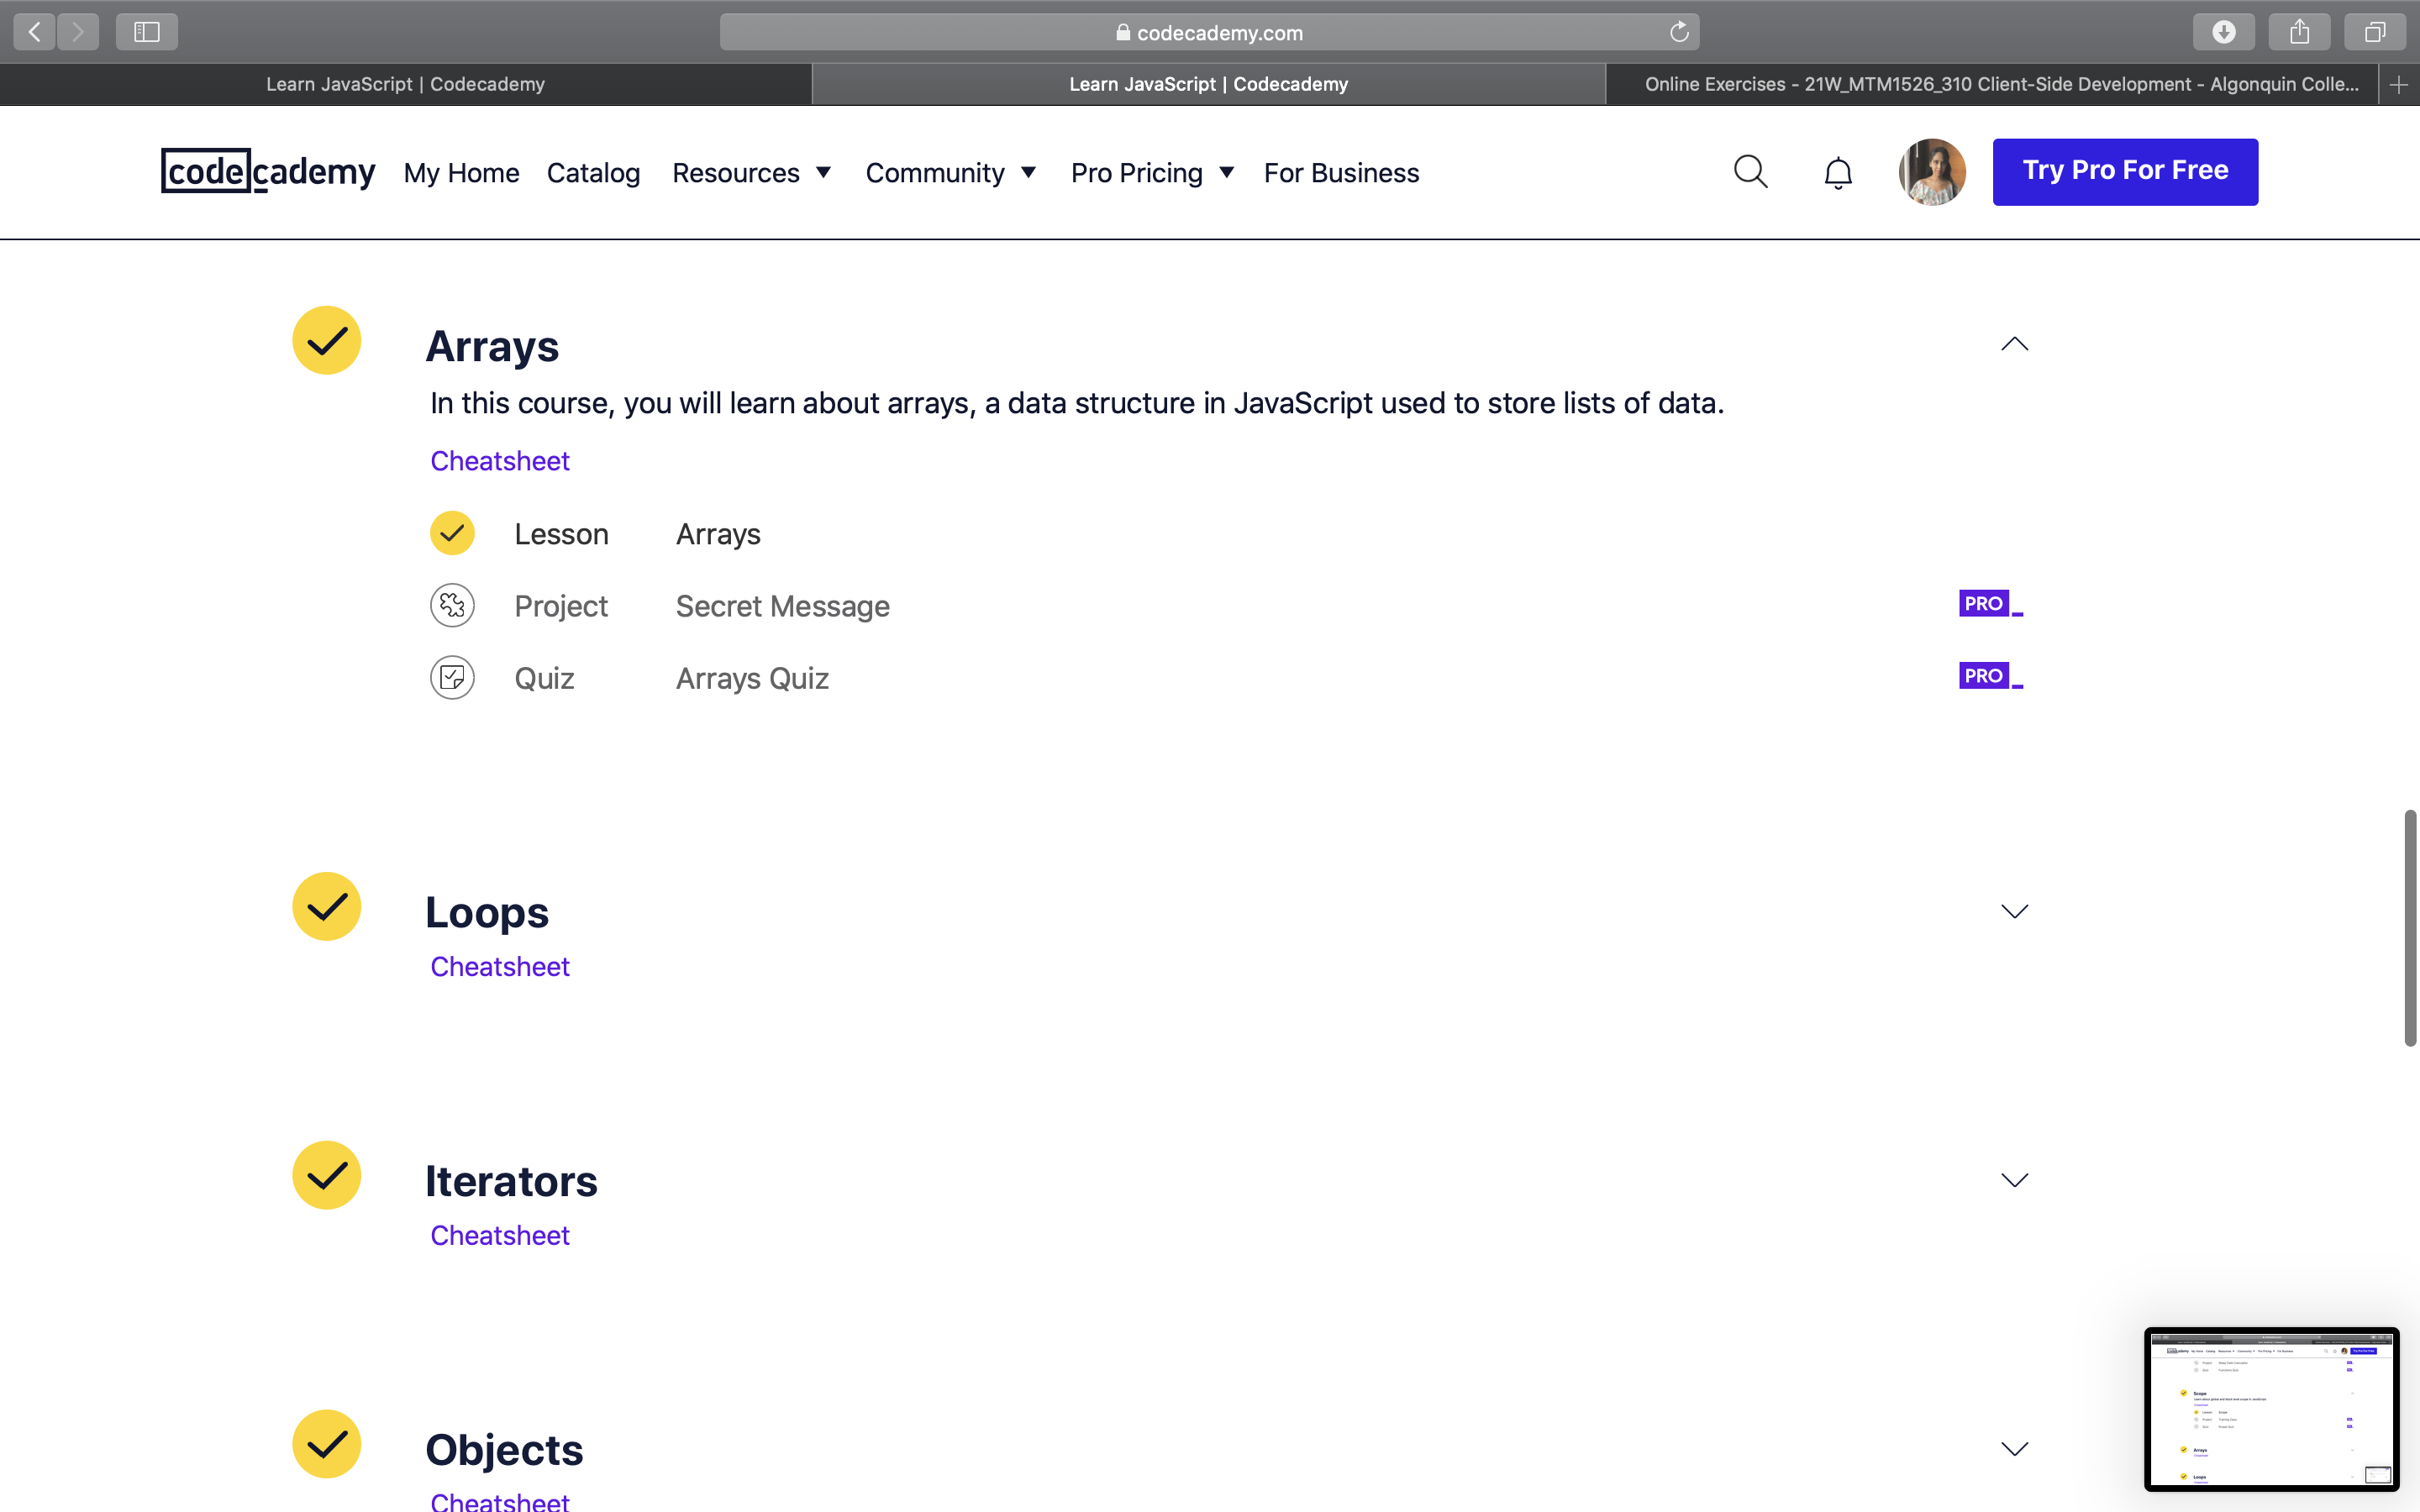 codecademy.com
Learn JavaScript | Codecademy
Learn JavaScript | Codecademy
Online Exercises - 21W_MTM1526_310 Client-Side Development - Algonquin Colle...
codecademy
My Home
Catalog
Resources
Community
Pro Pricing
For Business
Try Pro For Free
Arrays
In this course, you will learn about arrays, a data structure in JavaScript used to store lists of data.
Cheatsheet
Lesson Arrays
Project Secret Message PRO
Quiz Arrays Quiz PRO
Loops
Cheatsheet
Iterators
Cheatsheet
Objects
Cheatsheet
Scope
Arrays
Loops